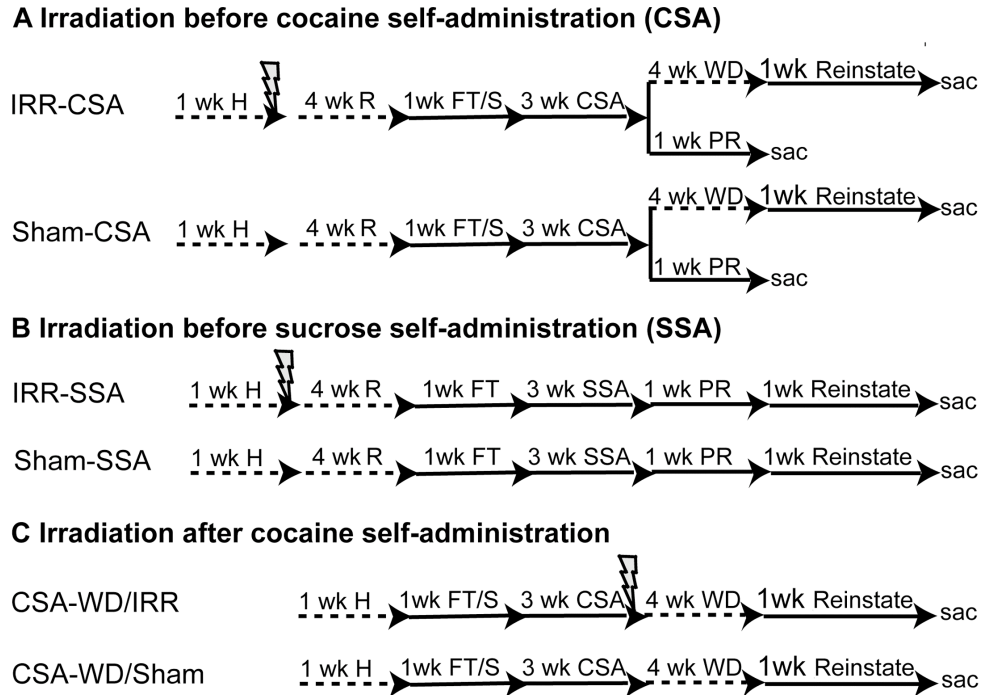 A Irradiation before cocaine self-administration (CSA)
4 wk WD 1wk Reinstate sac
IRR-CSA 1 wk H 4 wk R 1wk FT/S 3 wk CSA
1 wk PR sac
4 wk WD 1wk Reinstate sac
Sham-CSA 1 wk H 4 wk R 1wk FT/S 3 wk CSA
1 wk PR sac
B Irradiation before sucrose self-administration (SSA)
IRR-SSA 1 wk H 4 wk R 1wk FT 3 wk SSA 1 wk PR 1wk Reinstate sac
Sham-SSA 1 wk H 4 wk R 1wk FT 3 wk SSA 1 wk PR 1wk Reinstate sac
C Irradiation after cocaine self-administration
CSA-WD/IRR 1 wk H 1wk FT/S 3 wk CSA 4 wk WD 1wk Reinstate sac
CSA-WD/Sham 1 wk H 1wk FT/S 3 wk CSA 4 wk WD 1wk Reinstate sac